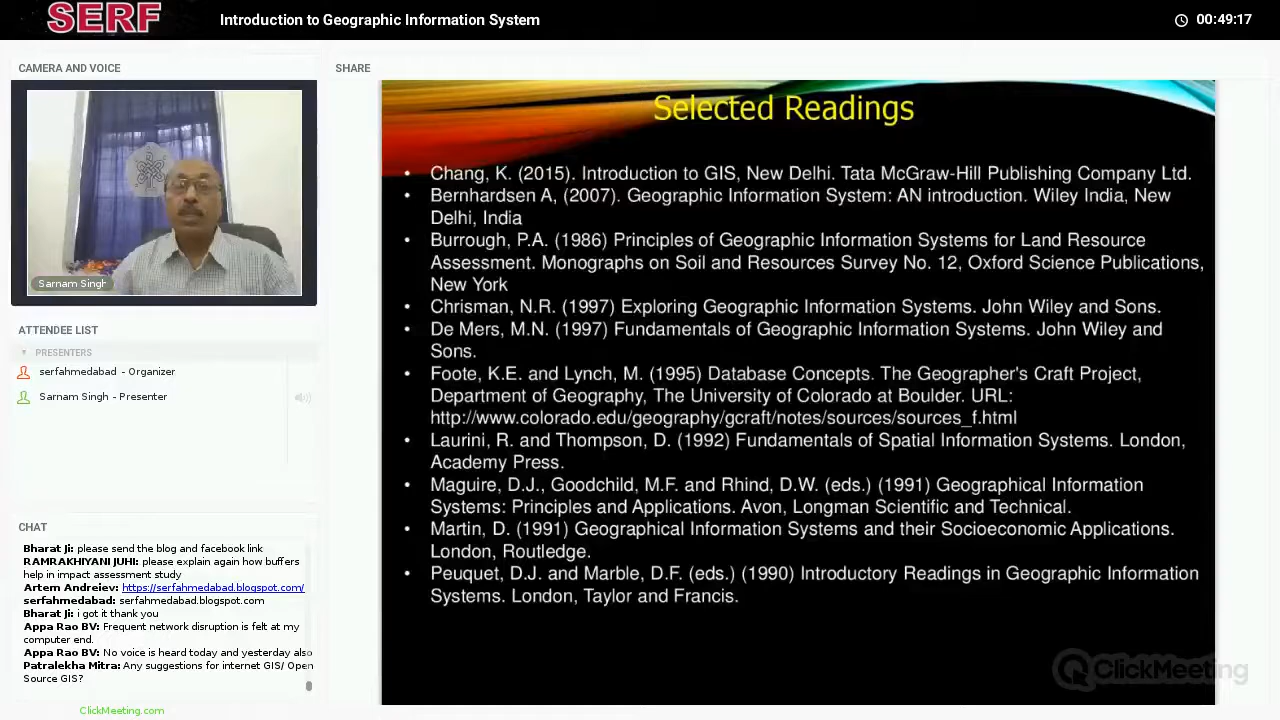 SERF
Introduction to Geographic Information System
00:49:17
CAMERA AND VOICE
Sarnam Singh
ATTENDEE LIST
PRESENTERS
serfahmedabad - Organizer
Sarnam Singh - Presenter
CHAT
Bharat Ji: please send the blog and facebook link
RAMRAKHIYANI JUHI: please explain again how buffers
help in impact assessment study
Artem Andreiev: https://serfahmedabad.blogspot.com/
serfahmedabad: serfahmedabad.blogspot.com
Bharat Ji: i got it thank you
Appa Rao BV: Frequent network disruption is felt at my
computer end.
Appa Rao BV: No voice is heard today and yesterday also
Patralekha Mitra: Any suggestions for internet GIS/ Open
Source GIS?
ClickMeeting.com
SHARE
Selected Readings
• Chang, K. (2015). Introduction to GIS, New Delhi. Tata McGraw-Hill Publishing Company Ltd.
• Bernhardsen A, (2007). Geographic Information System: AN introduction. Wiley India, New
Delhi, India
• Burrough, P.A. (1986) Principles of Geographic Information Systems for Land Resource
Assessment. Monographs on Soil and Resources Survey No. 12, Oxford Science Publications,
New York
• Chrisman, N.R. (1997) Exploring Geographic Information Systems. John Wiley and Sons.
• De Mers, M.N. (1997) Fundamentals of Geographic Information Systems. John Wiley and
Sons.
• Foote, K.E. and Lynch, M. (1995) Database Concepts. The Geographer's Craft Project,
Department of Geography, The University of Colorado at Boulder. URL:
http://www.colorado.edu/geography/gcraft/notes/sources/sources_f.html
• Laurini, R. and Thompson, D. (1992) Fundamentals of Spatial Information Systems. London,
Academy Press.
• Maguire, D.J., Goodchild, M.F. and Rhind, D.W. (eds.) (1991) Geographical Information
Systems: Principles and Applications. Avon, Longman Scientific and Technical.
• Martin, D. (1991) Geographical Information Systems and their Socioeconomic Applications.
London, Routledge.
• Peuquet, D.J. and Marble, D.F. (eds.) (1990) Introductory Readings in Geographic Information
Systems. London, Taylor and Francis.
ClickMeeting